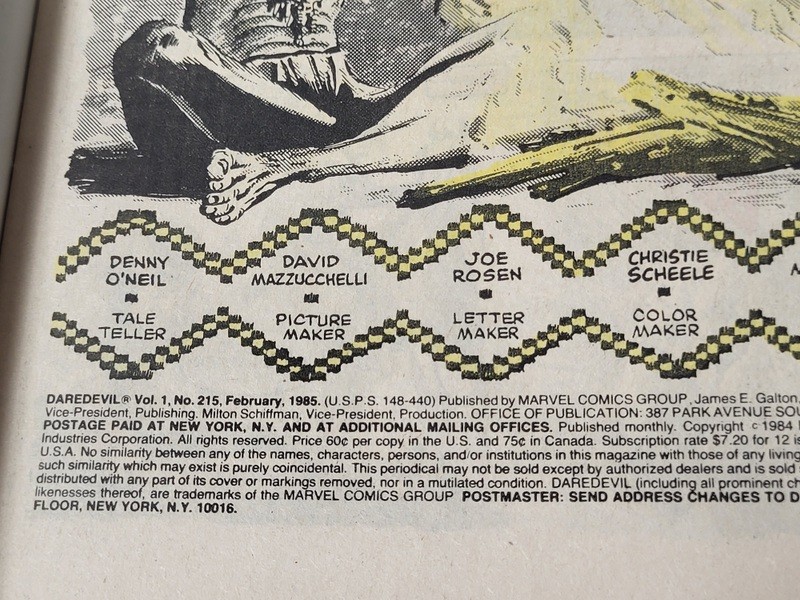 DENNY O'NEIL
TALE TELLER
DAVID MAZZUCCHELLI
PICTURE MAKER
JOE ROSEN
LETTER MAKER
CHRISTIE SCHEELE
COLOR MAKER
DAREDEVIL® Vol. 1, No. 215, February, 1985. (U.S.P.S. 148-440) Published by MARVEL COMICS GROUP, James E. Galton,
Vice-President, Publishing. Milton Schiffman, Vice-President, Production. OFFICE OF PUBLICATION: 387 PARK AVENUE
POSTAGE PAID AT NEW YORK, N.Y. AND AT ADDITIONAL MAILING OFFICES. Published monthly. Copyright © 1984
Industries Corporation. All rights reserved. Price 60¢ per copy in the U.S. and 75¢ in Canada. Subscription rate $7.20 for 12
U.S.A. No similarity between any of the names, characters, persons, and/or institutions in this magazine with those of any living
such similarity which may exist is purely coincidental. This periodical may not be sold except by authorized dealers and is sold
distributed with any part of its cover or markings removed, nor in a mutilated condition. DAREDEVIL (including all prominent
likenesses thereof, are trademarks of the MARVEL COMICS GROUP POSTMASTER: SEND ADDRESS CHANGES TO
FLOOR, NEW YORK, N.Y. 10016.